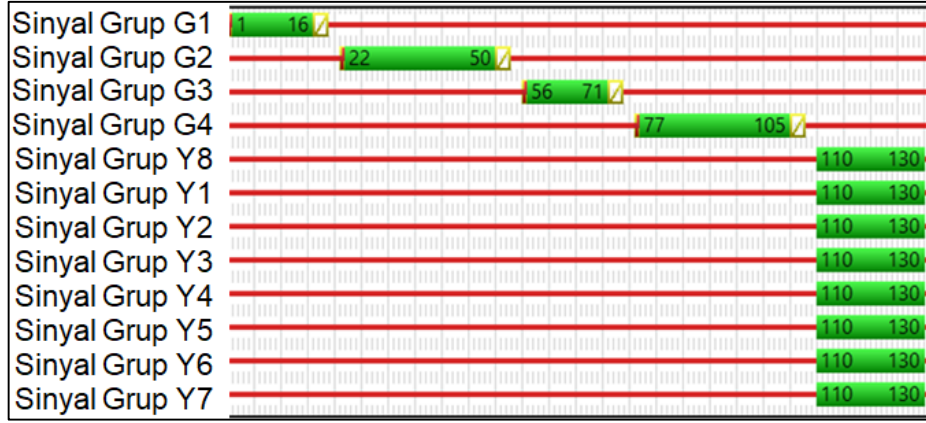 Sinyal Grup G1 1 16
Sinyal Grup G2 22 50
Sinyal Grup G3 56 71
Sinyal Grup G4 77 105
Sinyal Grup Y8 110 130
Sinyal Grup Y1 110 130
Sinyal Grup Y2 110 130
Sinyal Grup Y3 110 130
Sinyal Grup Y4 110 130
Sinyal Grup Y5 110 130
Sinyal Grup Y6 110 130
Sinyal Grup Y7 110 130